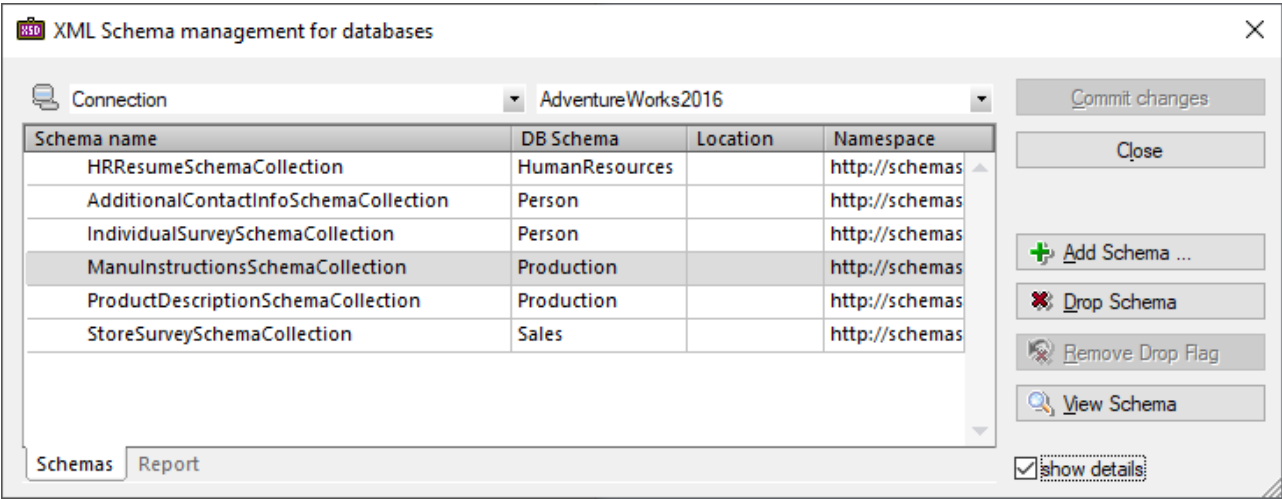 XSD XML Schema management for databases
Connection AdventureWorks2016 Commit changes
Schema name DB Schema Location Namespace
Close
HRResumeSchemaCollection HumanResources http://schemas
AdditionalContactInfoSchemaCollection Person http://schemas
IndividualSurveySchemaCollection Person http://schemas
Add Schema ...
ManuInstructionsSchemaCollection Production http://schemas
ProductDescriptionSchemaCollection Production http://schemas
Drop Schema
StoreSurveySchemaCollection Sales http://schemas
Remove Drop Flag
View Schema
Schemas Report
show details